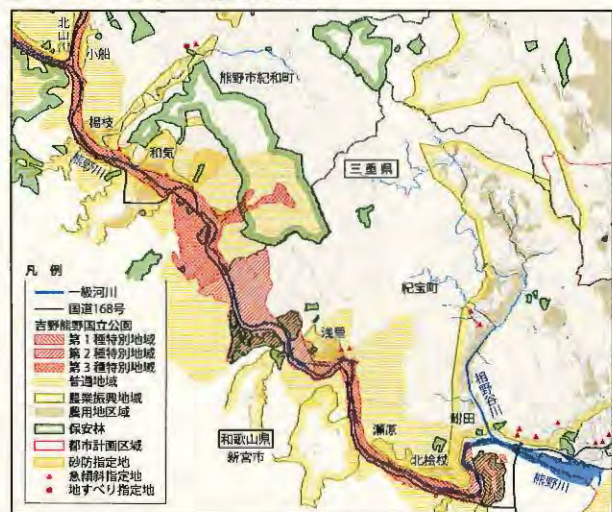 北山川
小船
熊野市紀和町
楊枝
和気
熊野川
三重県
凡 例
一級河川
国道168号
吉野熊野国立公園
第1種特別地域
第2種特別地域
第3種特別地域
普通地域
農業振興地域
農用地区域
保安林
都市計画区域
砂防指定地
急傾斜指定地
地すべり指定地
紀宝町
浅里
相野谷川
和歌山県
新宮市
瀬原
北桧杖
鮒田
熊野川